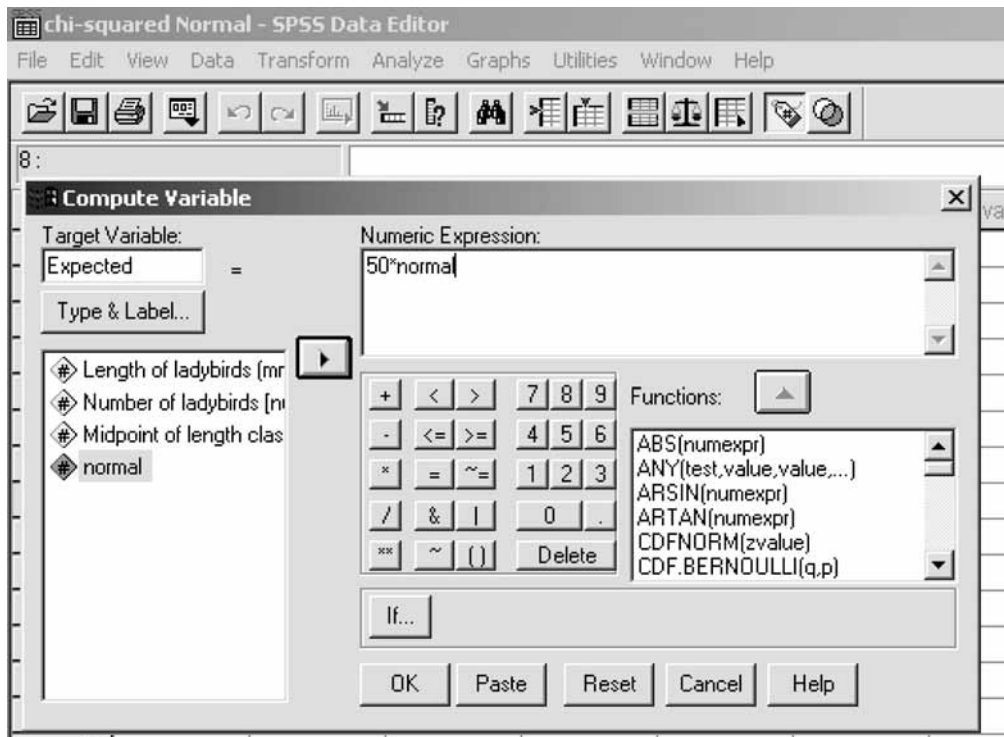 chi-squared Normal - SPSS Data Editor
File Edit View Data Transform Analyze Graphs Utilities Window Help
8 :
Compute Variable
va
Target Variable:
Numeric Expression:
Expected
=
50*normal
Type & Label...
Length of ladybirds (mr
Number of ladybirds [nu
Midpoint of length clas
normal
+ < > 7 8 9
- <= >= 4 5 6
* = ~= 1 2 3
/ & | 0 .
** ~ ( ) Delete
Functions:
ABS(numexpr)
ANY(test,value,value,...)
ARSIN(numexpr)
ARTAN(numexpr)
CDFNORM(zvalue)
CDF.BERNOULLI(q,p)
If...
OK Paste Reset Cancel Help